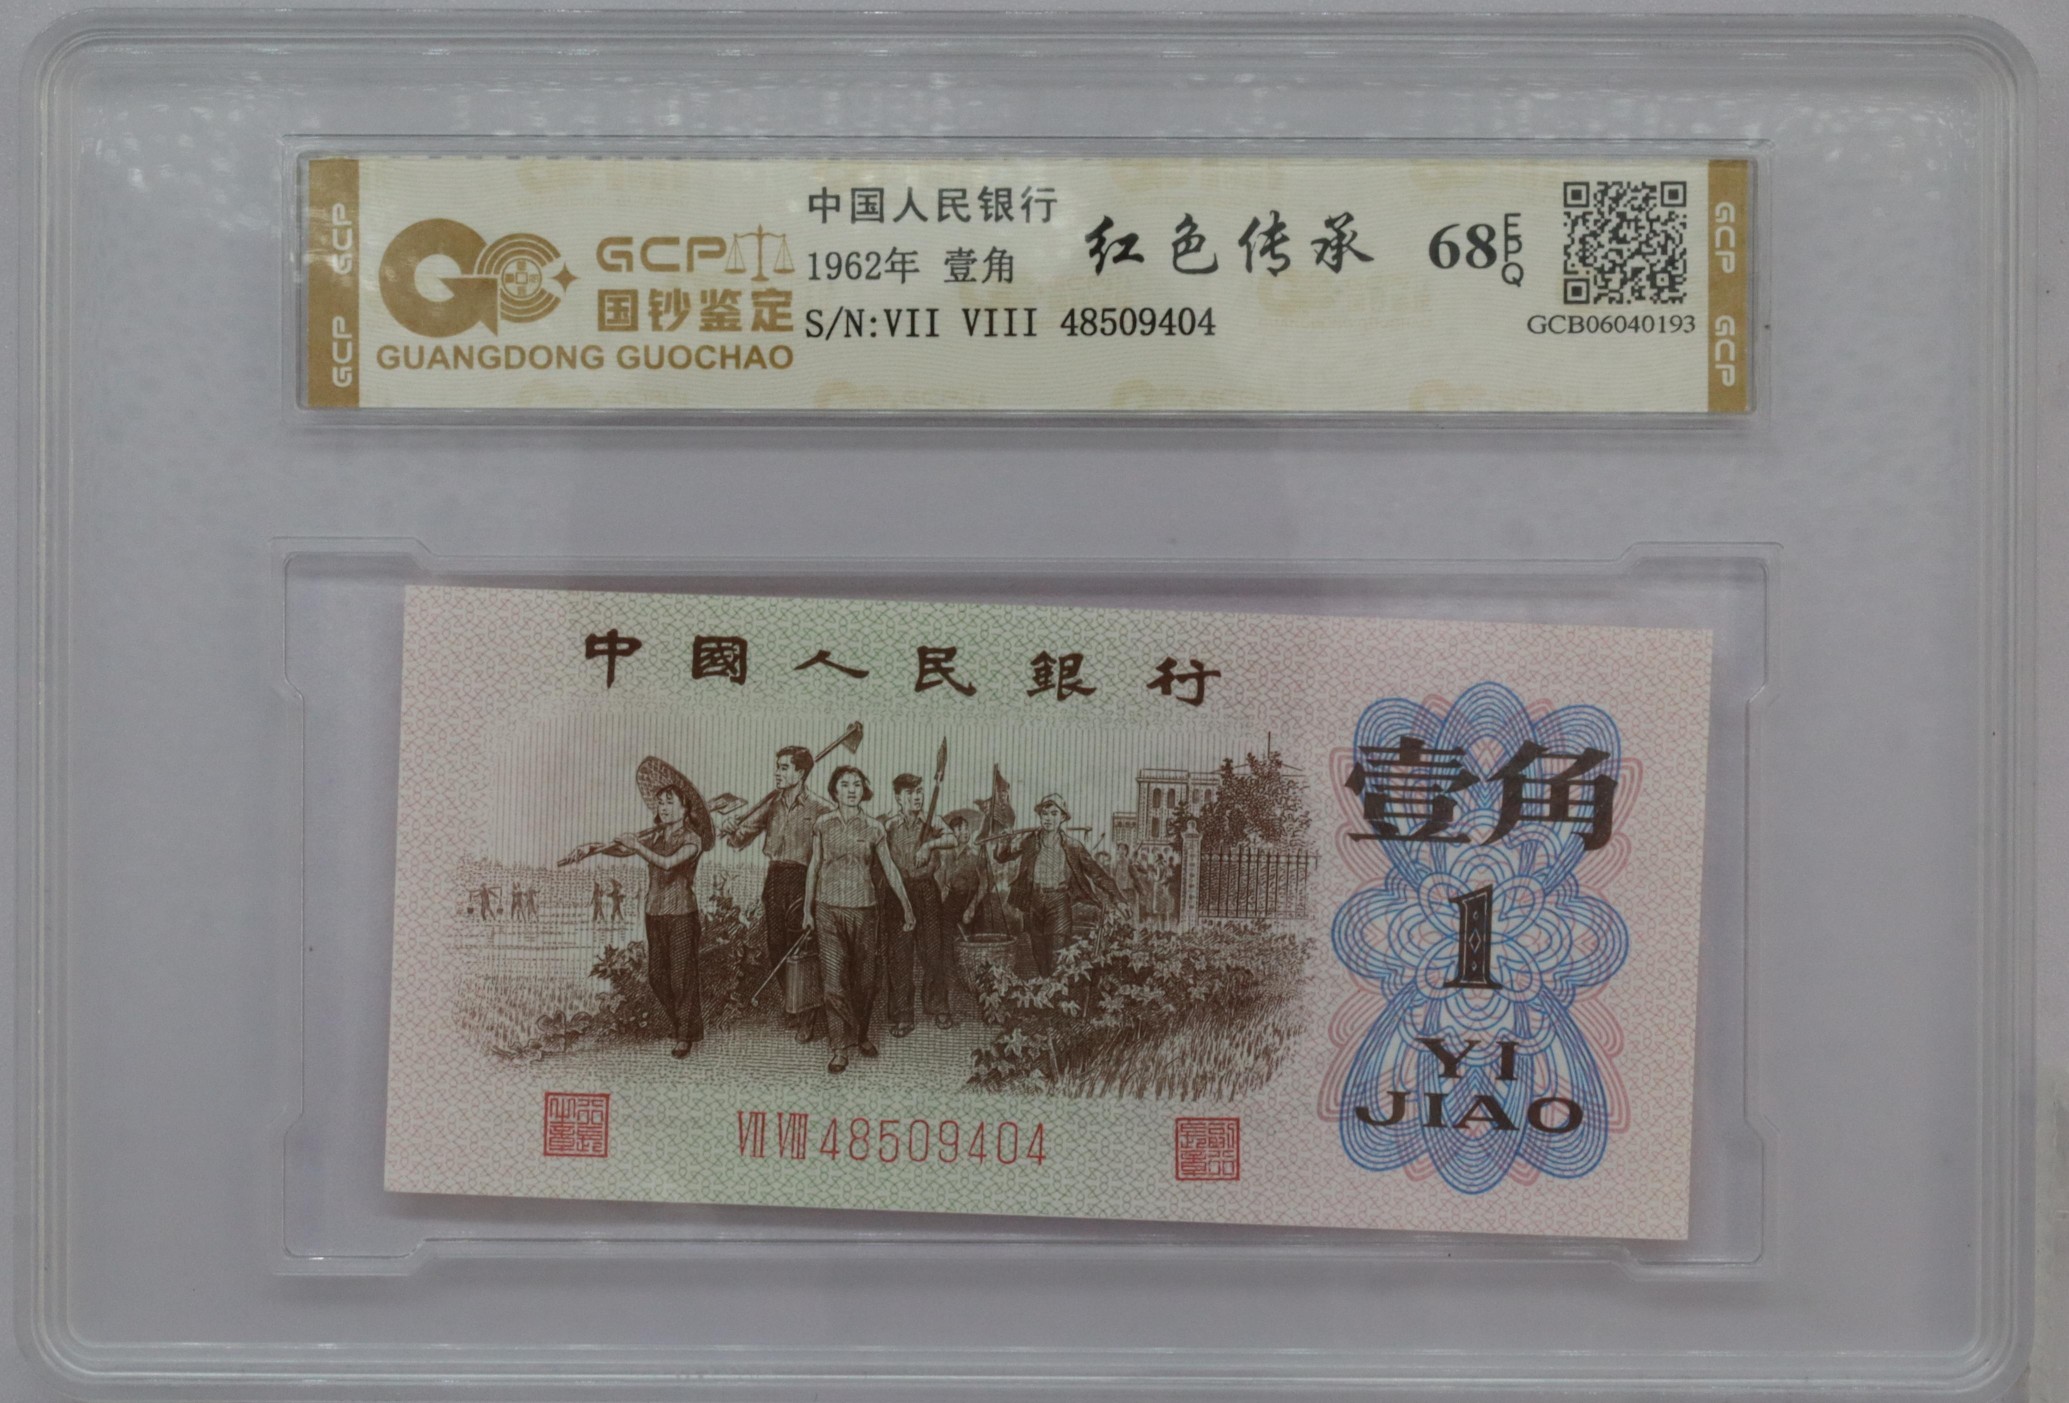 GCP GCP
GCP
国钞鉴定
GUANGDONG GUOCHAO
中国人民银行
1962年 壹角
S/N:VII VIII 48509404
红色传承
68 EPQ
GCB06040193
GCP GCP
中國人民銀行
壹角
1
YI
JIAO
VII VIII 48509404